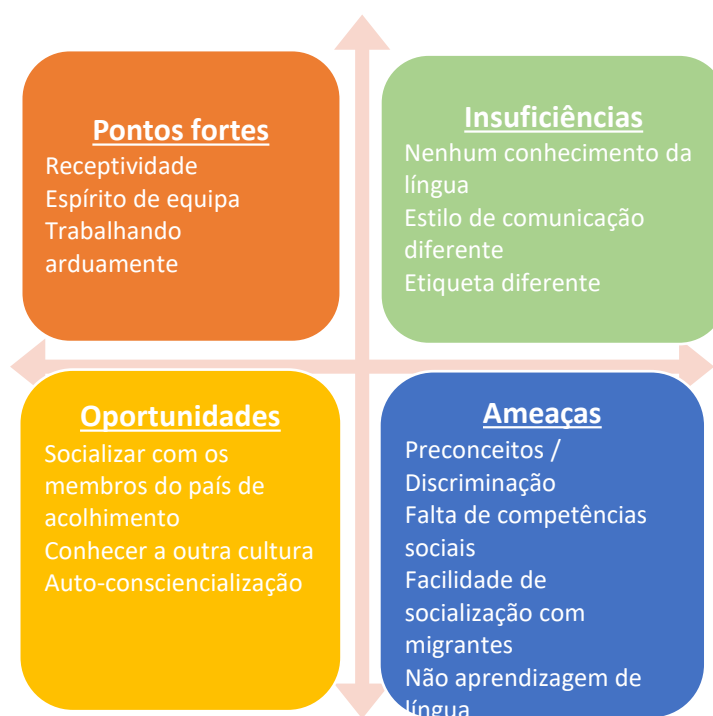 Pontos fortes
Receptividade
Espírito de equipa
Trabalhando
arduamente
Insuficiências
Nenhum conhecimento da
língua
Estilo de comunicação
diferente
Etiqueta diferente
Oportunidades
Socializar com os
membros do país de
acolhimento
Conhecer a outra cultura
Auto-consciencialização
Ameaças
Preconceitos /
Discriminação
Falta de competências
sociais
Facilidade de
socialização com
migrantes
Não aprendizagem de
língua